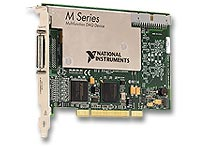 M Series
Multifunction DAQ Device
NATIONAL
INSTRUMENTS